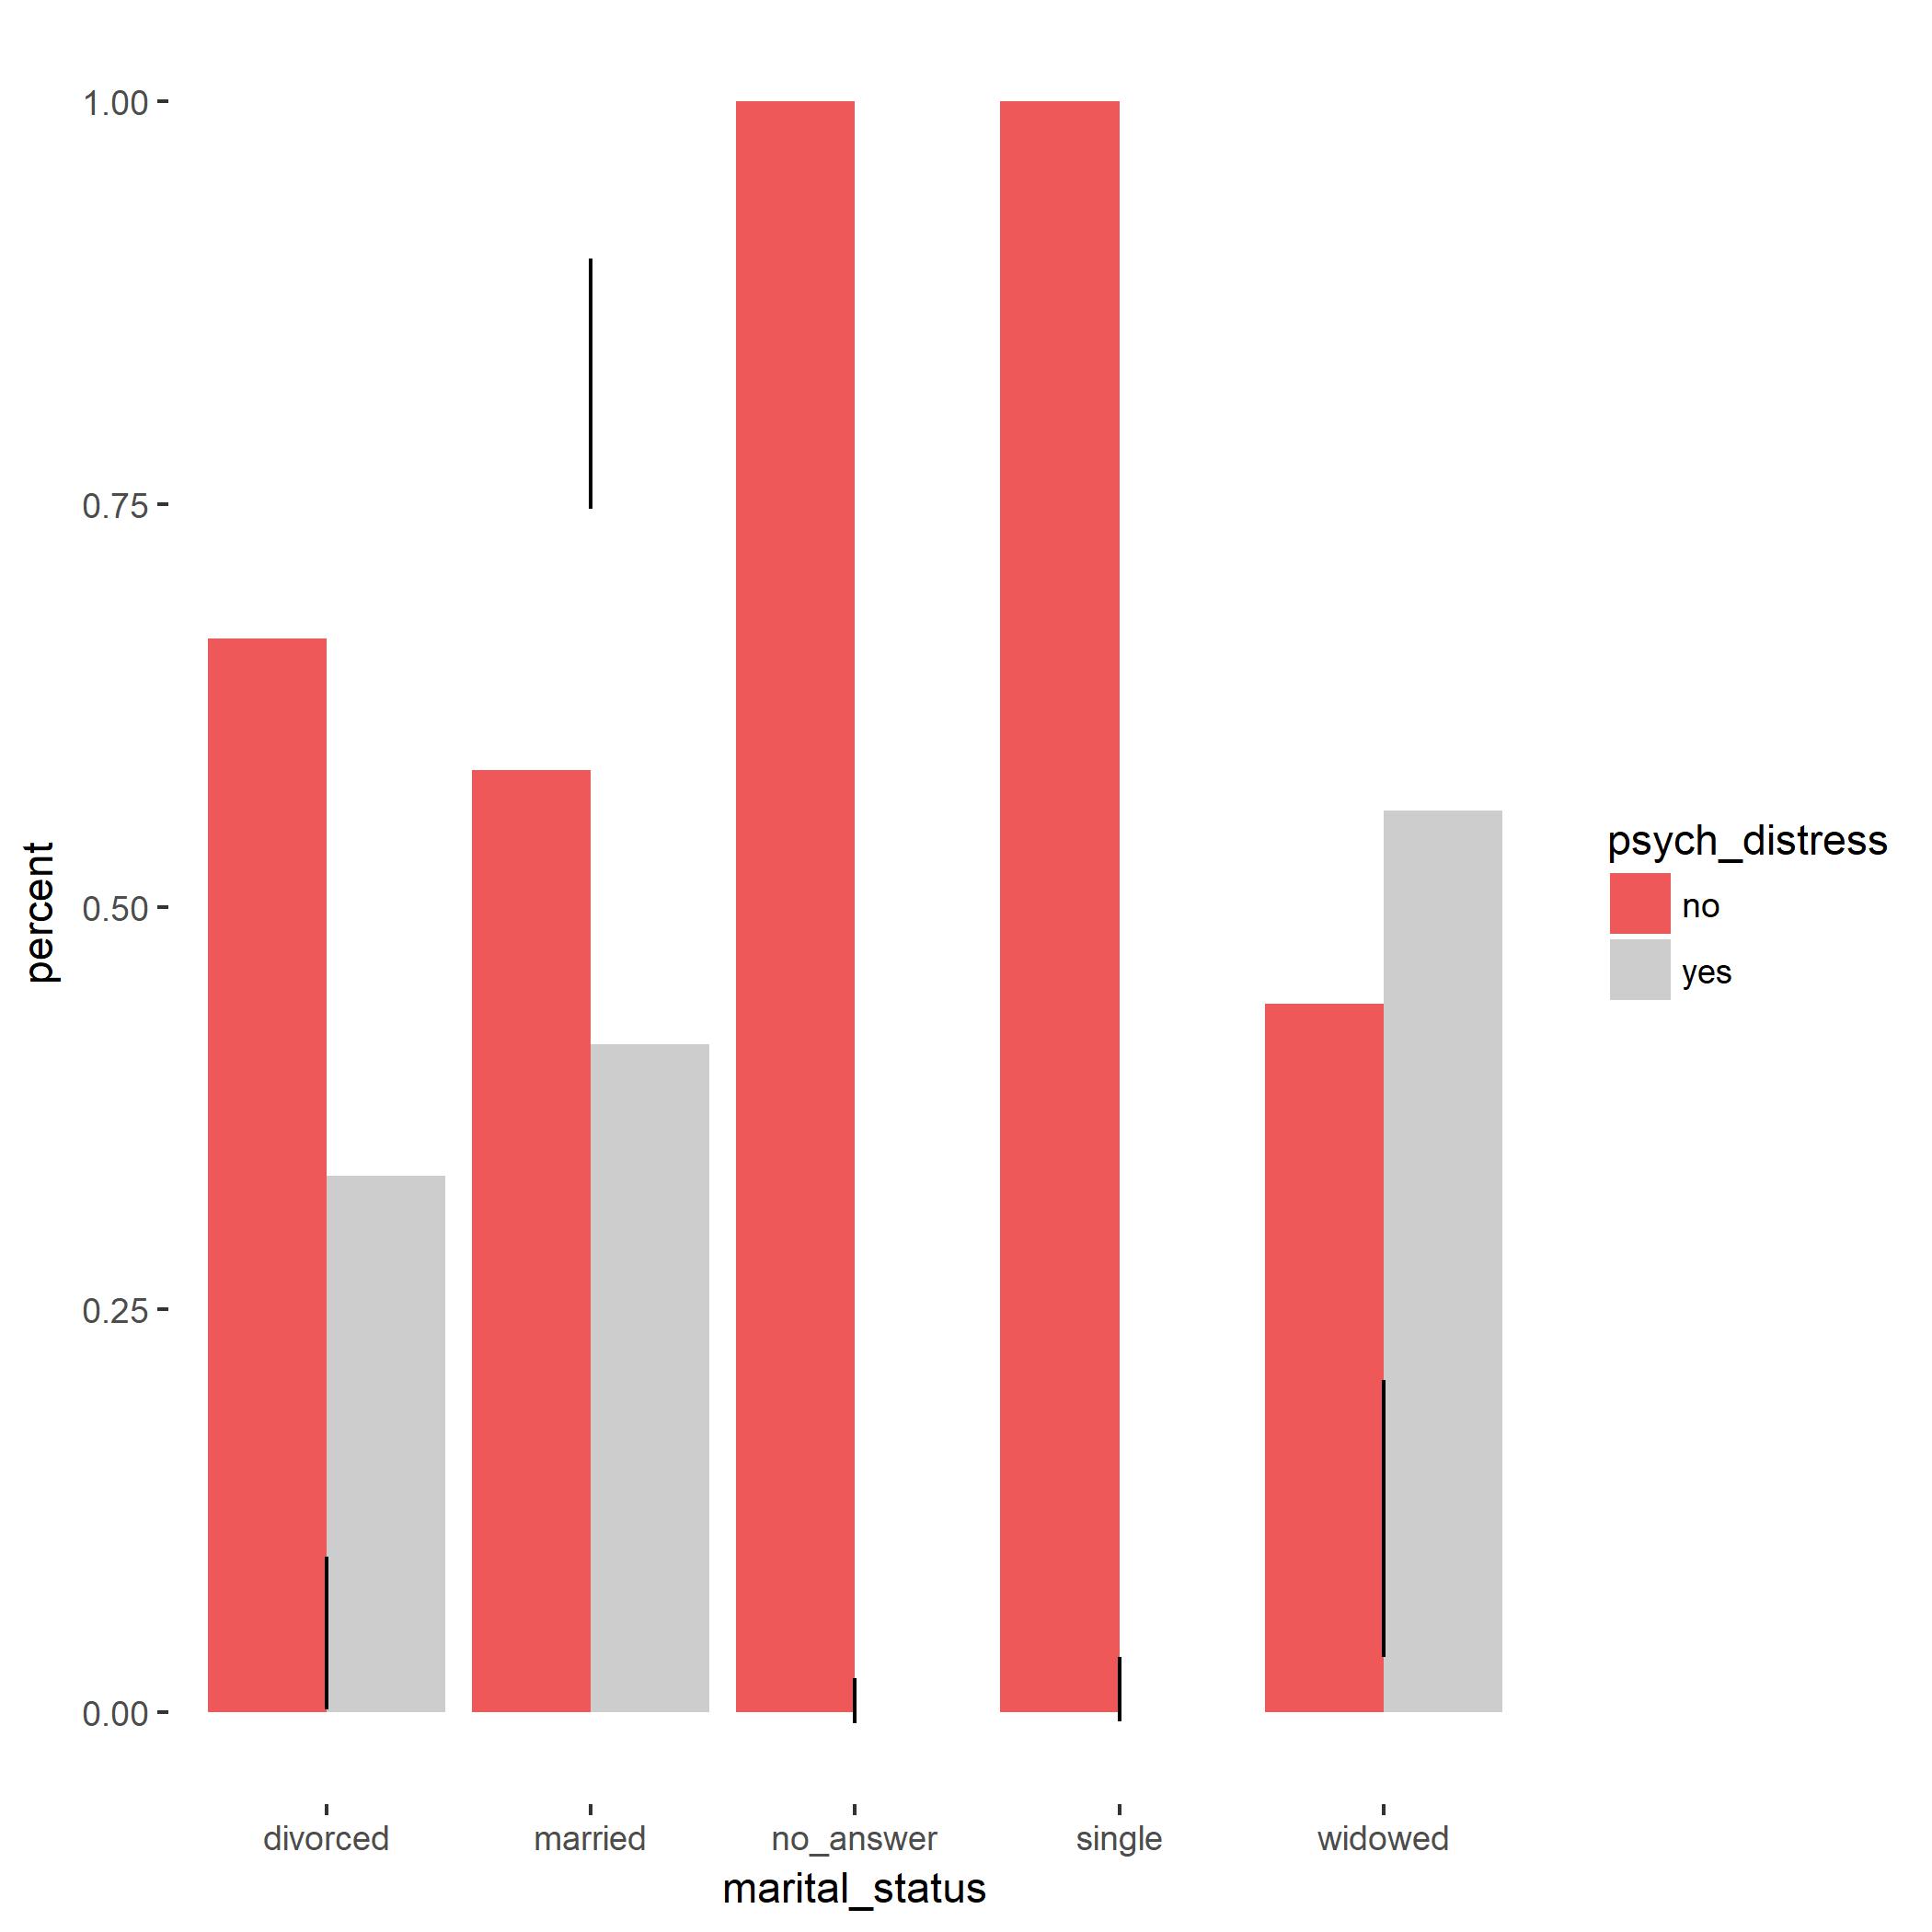 1.00
0.75
0.50
0.25
0.00
percent
divorced married no_answer single widowed
marital_status
psych_distress
no
yes